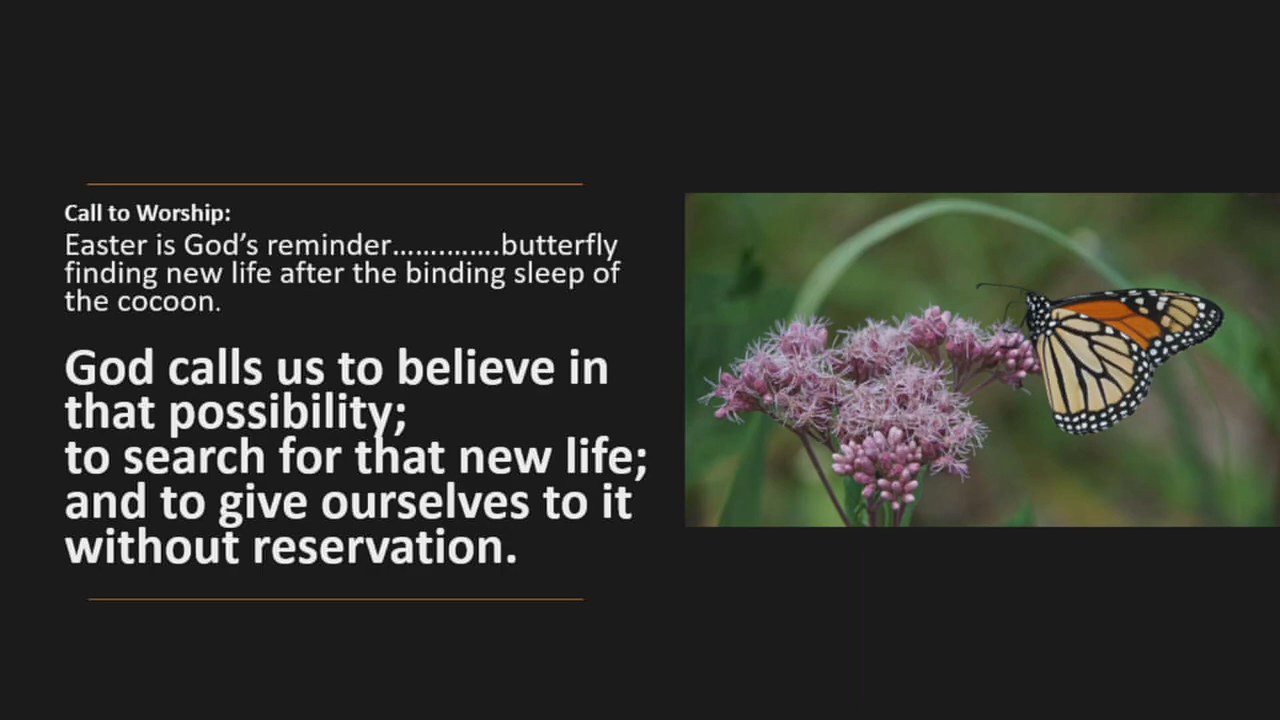 Call to Worship:
Easter is God’s reminder…….…….butterfly
finding new life after the binding sleep of
the cocoon.
God calls us to believe in
that possibility;
to search for that new life;
and to give ourselves to it
without reservation.